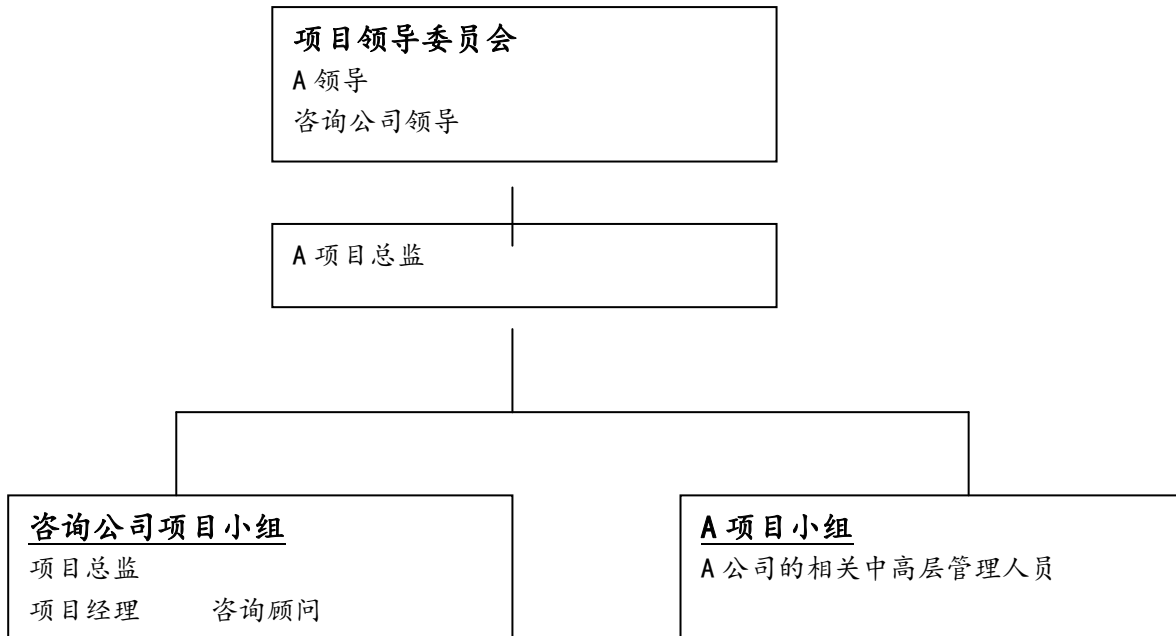 项目领导委员会
A 领导
咨询公司领导
A 项目总监
咨询公司项目小组
项目总监
项目经理 咨询顾问
A 项目小组
A 公司的相关中高层管理人员